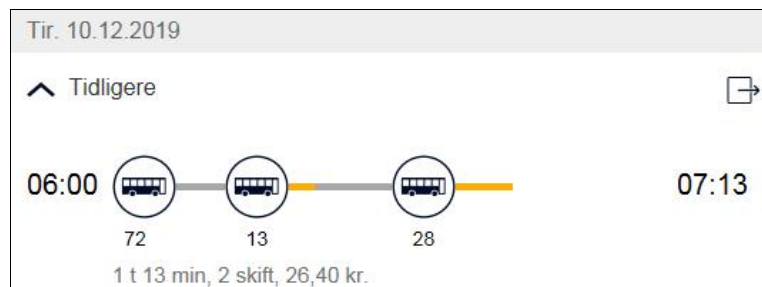 Tir. 10.12.2019
Tidligere
06:00 07:13
72 13 28
1 t 13 min, 2 skift, 26,40 kr.